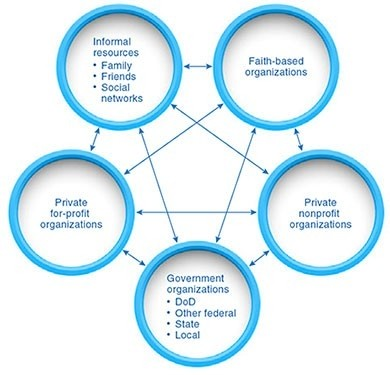 Informal
resources
• Family
• Friends
• Social
networks
Faith-based
organizations
Private
for-profit
organizations
Private
nonprofit
organizations
Government
organizations
• DoD
• Other federal
• State
• Local